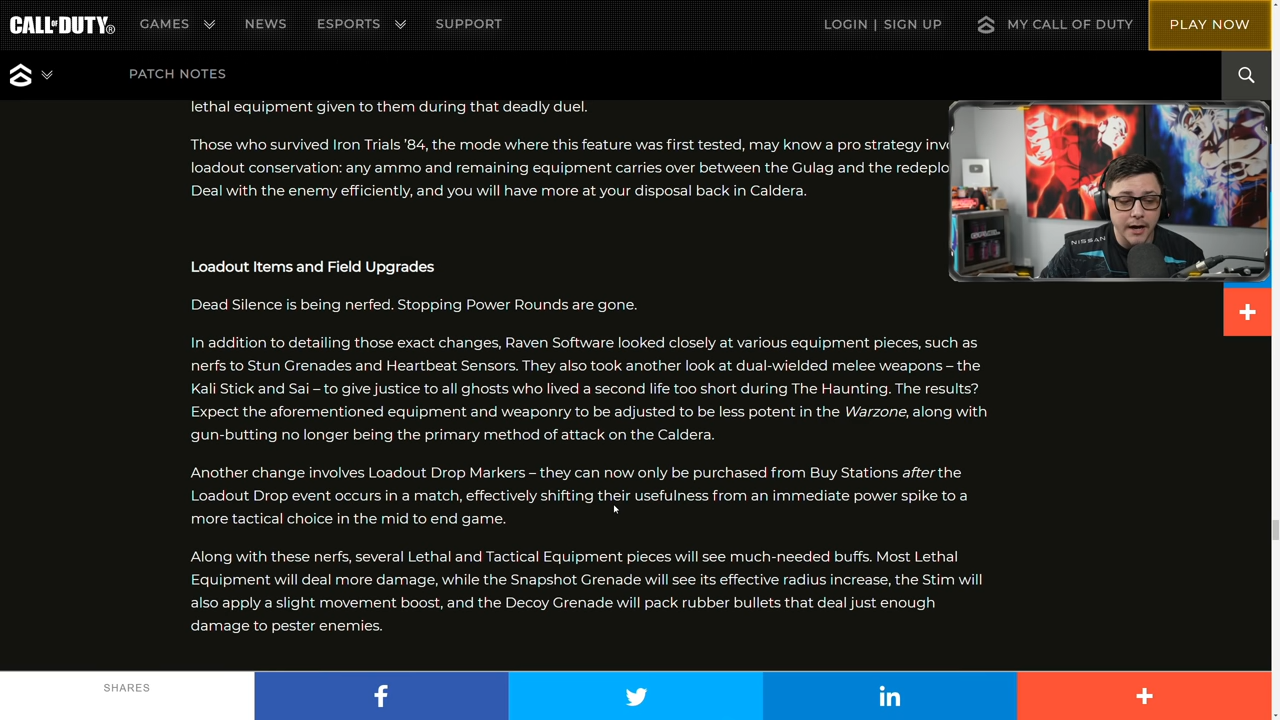 CALL OF DUTY®
GAMES
NEWS
ESPORTS
SUPPORT
LOGIN | SIGN UP
MY CALL OF DUTY
PLAY NOW
PATCH NOTES
lethal equipment given to them during that deadly duel.
Those who survived Iron Trials ’84, the mode where this feature was first tested, may know a pro strategy
loadout conservation: any ammo and remaining equipment carries over between the Gulag and the
Deal with the enemy efficiently, and you will have more at your disposal back in Caldera.
NISSAN
Loadout Items and Field Upgrades
Dead Silence is being nerfed. Stopping Power Rounds are gone.
In addition to detailing those exact changes, Raven Software looked closely at various equipment pieces, such as
nerfs to Stun Grenades and Heartbeat Sensors. They also took another look at dual-wielded melee weapons – the
Kali Stick and Sai – to give justice to all ghosts who lived a second life too short during The Haunting. The results?
Expect the aforementioned equipment and weaponry to be adjusted to be less potent in the Warzone, along with
gun-butting no longer being the primary method of attack on the Caldera.
Another change involves Loadout Drop Markers – they can now only be purchased from Buy Stations after the
Loadout Drop event occurs in a match, effectively shifting their usefulness from an immediate power spike to a
more tactical choice in the mid to end game.
Along with these nerfs, several Lethal and Tactical Equipment pieces will see much-needed buffs. Most Lethal
Equipment will deal more damage, while the Snapshot Grenade will see its effective radius increase, the Stim will
also apply a slight movement boost, and the Decoy Grenade will pack rubber bullets that deal just enough
damage to pester enemies.
SHARES